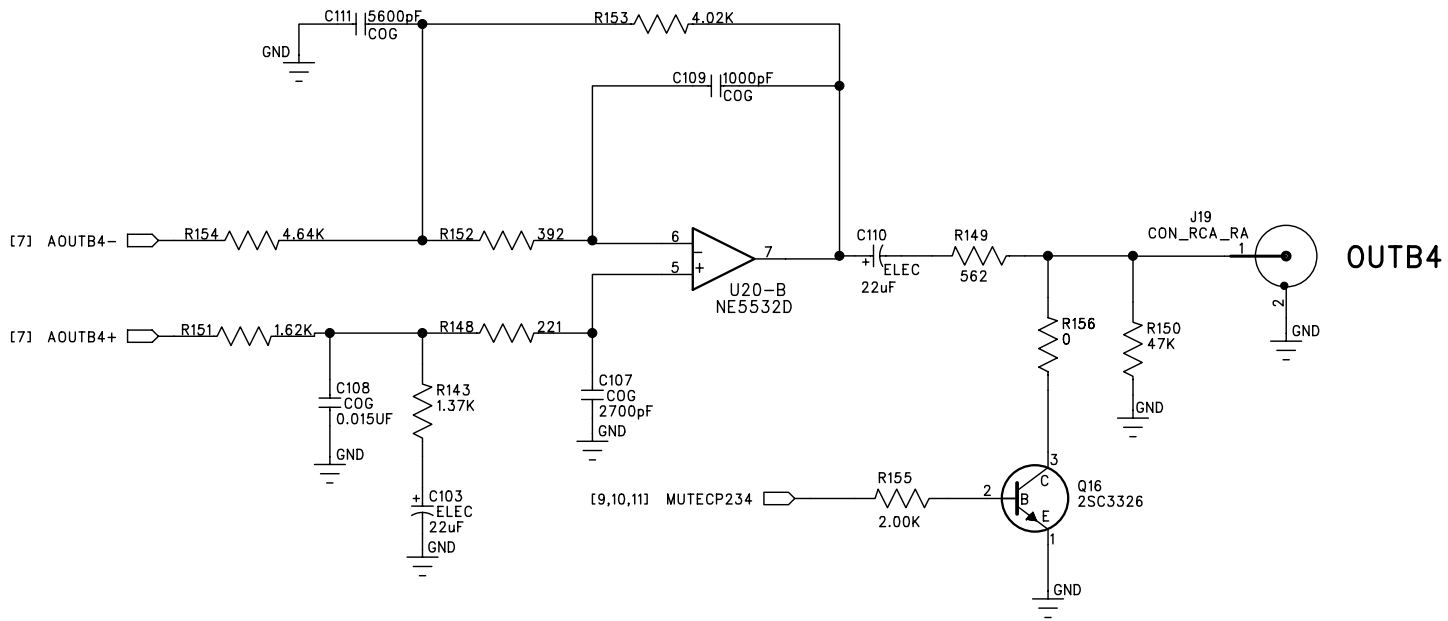 C111 5600pF
COG
GND
R153 4.02K
C109 1000pF
COG
[7] AOUTB4-
R154 4.64K
R152 392
6
5
7
U20-B
NE5532D
C110
+ ELEC
22uF
R149
562
J19
CON_RCA_RA
1
2
GND
OUTB4
[7] AOUTB4+
R151 1.62K
R148 221
C108
COG
0.015UF
GND
R143
1.37K
+ C103
ELEC
22uF
GND
C107
COG
2700pF
GND
R156
0
R150
47K
GND
[9,10,11] MUTECP234
R155
2.00K
2
B
3
C
E
1
Q16
2SC3326
GND